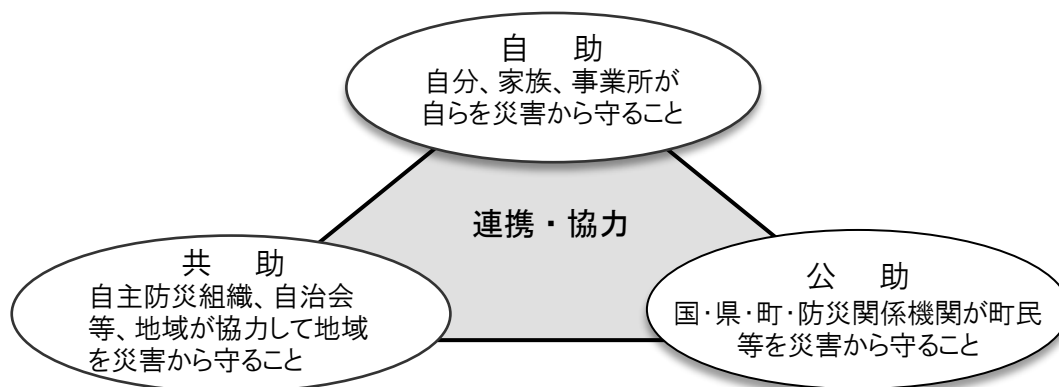 自　助
自分、家族、事業所が
自らを災害から守ること
連携・協力
共　助
自主防災組織、自治会
等、地域が協力して地域
を災害から守ること
公　助
国・県・町・防災関係機関が町民
等を災害から守ること